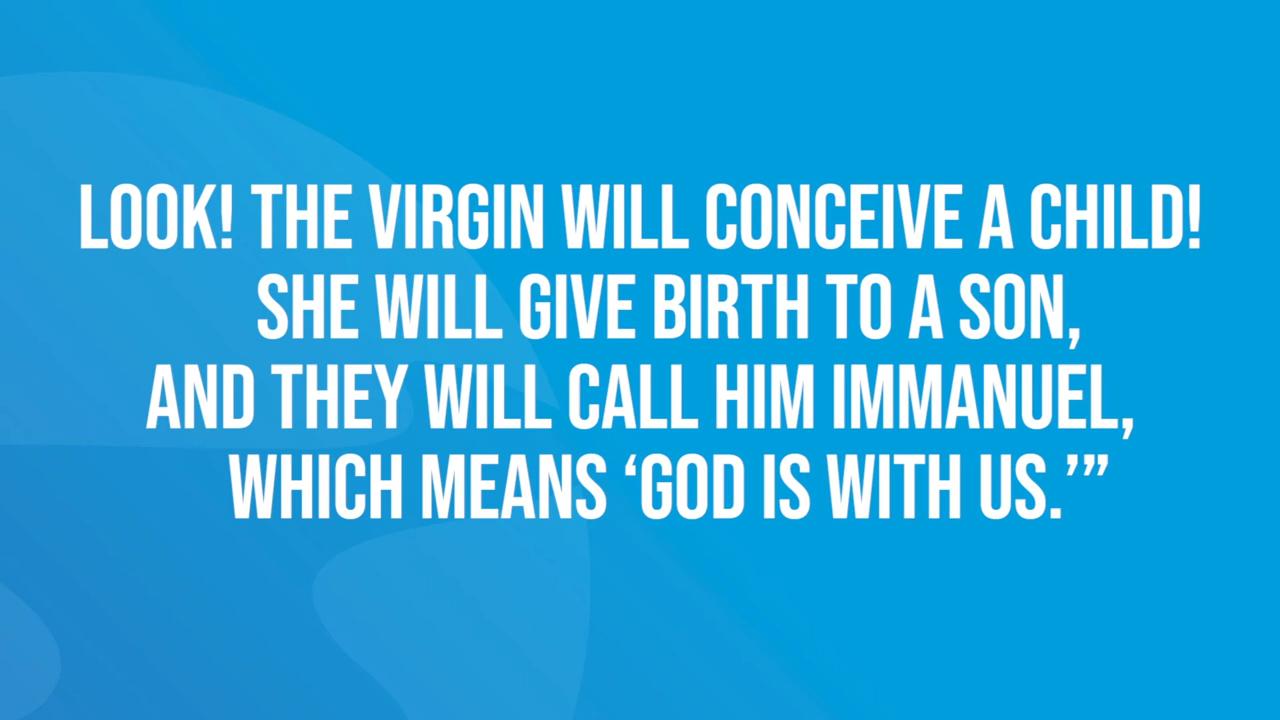 LOOK! THE VIRGIN WILL CONCEIVE A CHILD!
SHE WILL GIVE BIRTH TO A SON,
AND THEY WILL CALL HIM IMMANUEL,
WHICH MEANS ‘GOD IS WITH US.’”